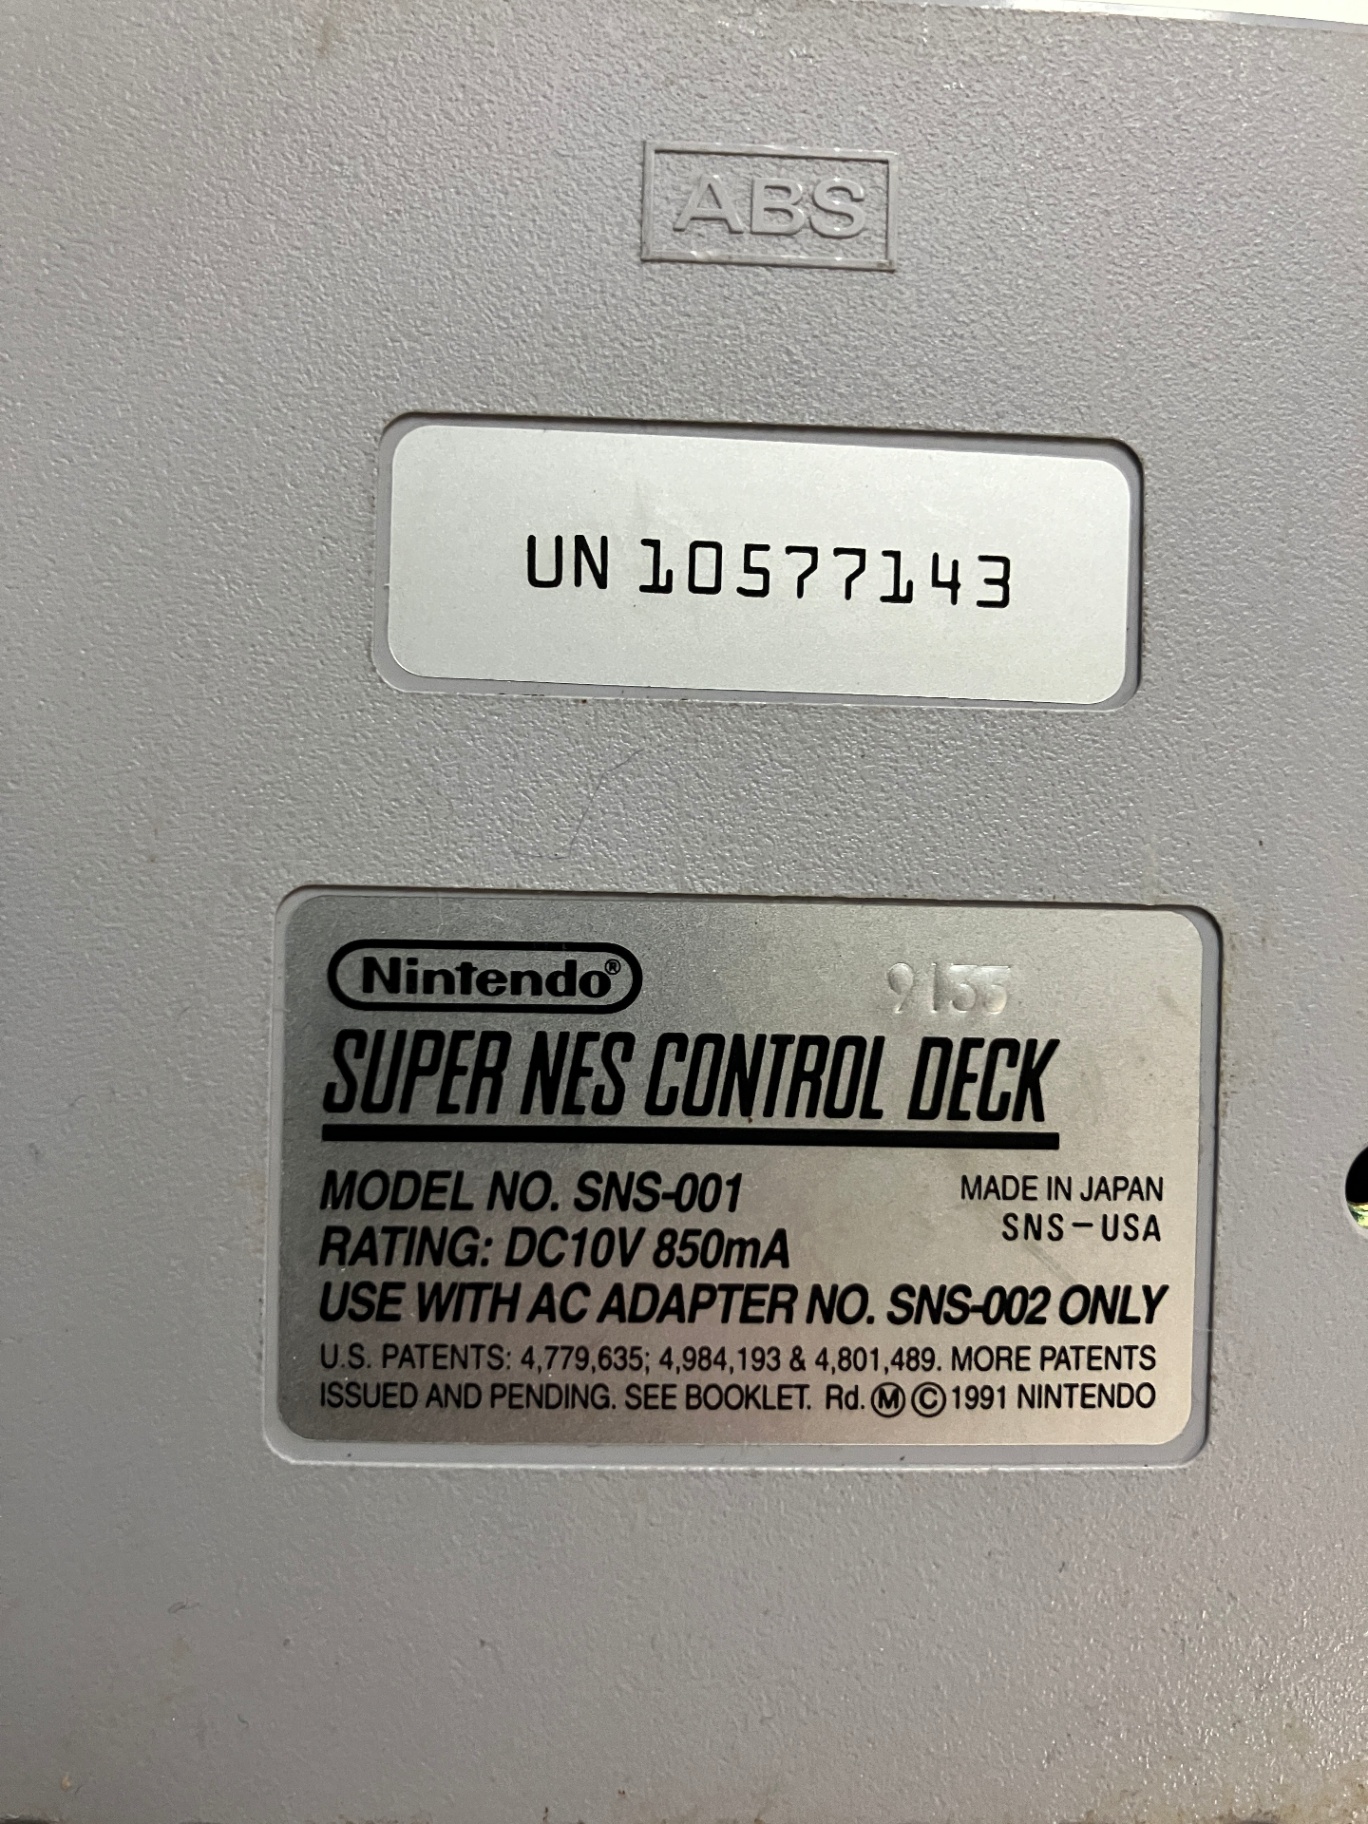 ABS
UN 10577143
Nintendo®
9133
SUPER NES CONTROL DECK
MODEL NO. SNS-001
MADE IN JAPAN
RATING: DC10V 850mA
SNS-USA
USE WITH AC ADAPTER NO. SNS-002 ONLY
U.S. PATENTS: 4,779,635; 4,984,193 & 4,801,489. MORE PATENTS
ISSUED AND PENDING. SEE BOOKLET. Rd. Ⓜ © 1991 NINTENDO